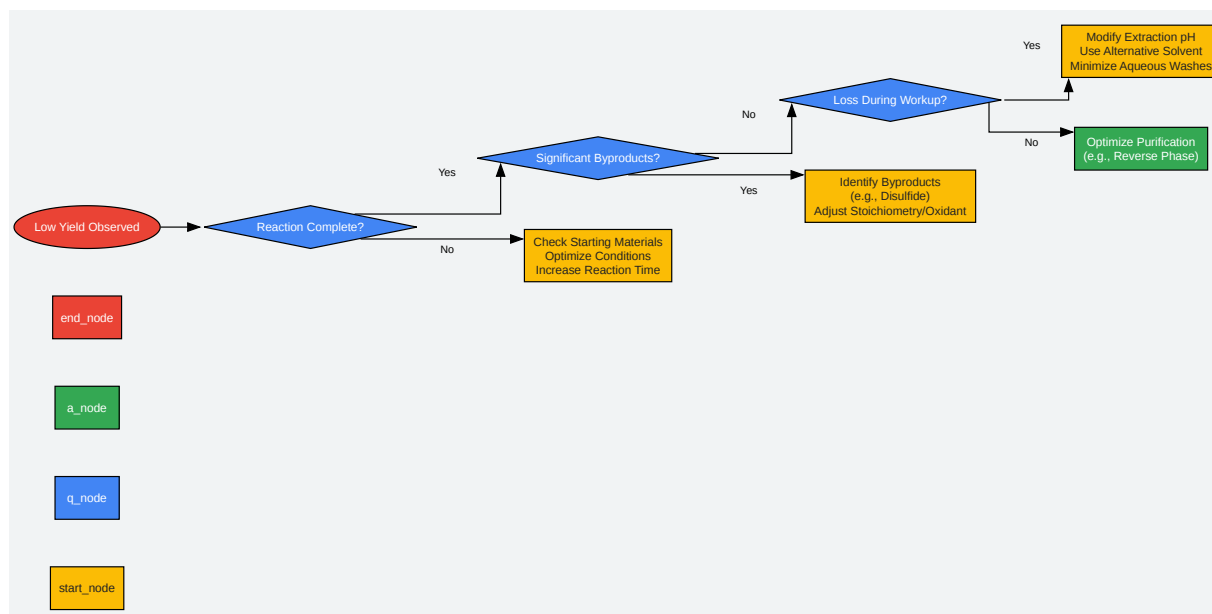 Low Yield Observed
Reaction Complete?
Yes
No
Check Starting Materials
Optimize Conditions
Increase Reaction Time
Significant Byproducts?
No
Yes
Identify Byproducts
(e.g., Disulfide)
Adjust Stoichiometry/Oxidant
Loss During Workup?
Yes
Modify Extraction pH
Use Alternative Solvent
Minimize Aqueous Washes
No
Optimize Purification
(e.g., Reverse Phase)
end_node
a_node
q_node
start_node